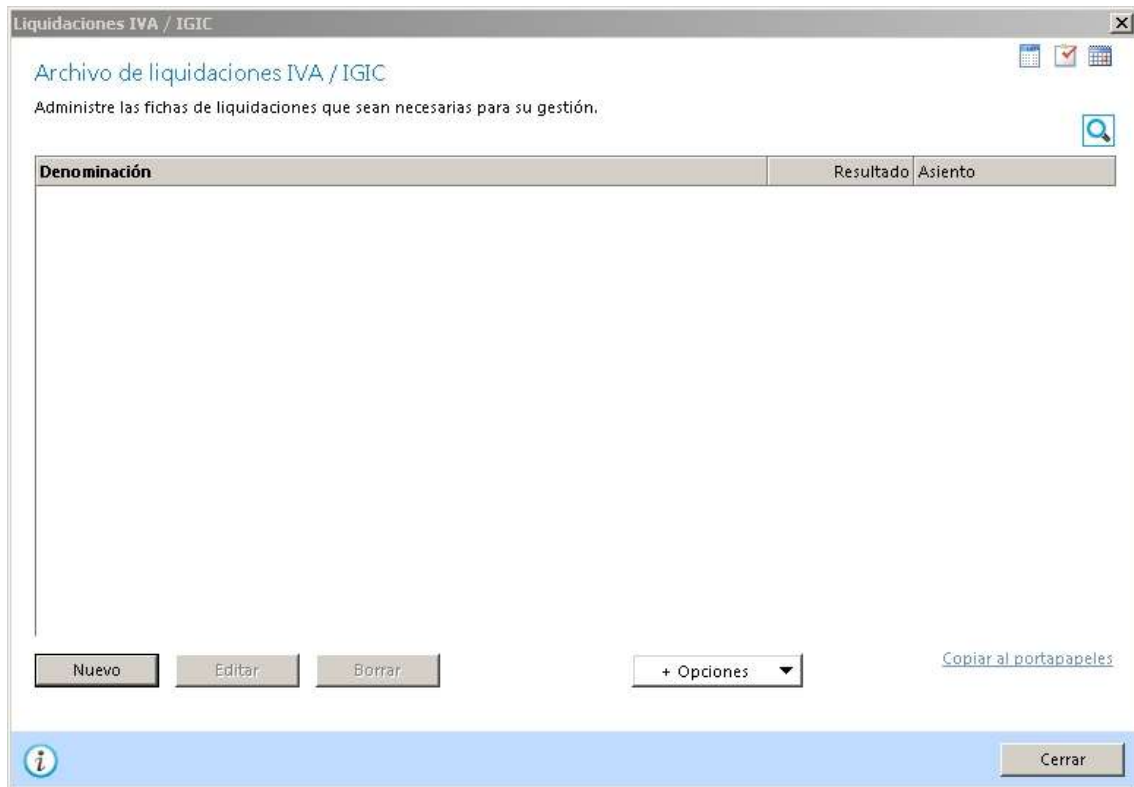 Liquidaciones IVA / IGIC
Archivo de liquidaciones IVA / IGIC
Administre las fichas de liquidaciones que sean necesarias para su gestión.
Denominación Resultado Asiento
Nuevo Editar Borrar + Opciones Copiar al portapapeles
Cerrar